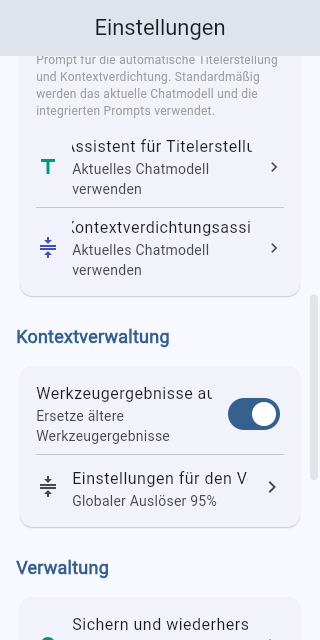 Einstellungen
Prompt für die automatische Titelerstellung
und Kontextverdichtung. Standardmäßig
werden das aktuelle Chatmodell und die
integrierten Prompts verwendet.
Assistent für Titelerstellu
Aktuelles Chatmodell
verwenden
Kontextverdichtungsassi
Aktuelles Chatmodell
verwenden
Kontextverwaltung
Werkzeugergebnisse au
Ersetze ältere
Werkzeugergebnisse
Einstellungen für den V
Globaler Auslöser 95%
Verwaltung
Sichern und wiederhers